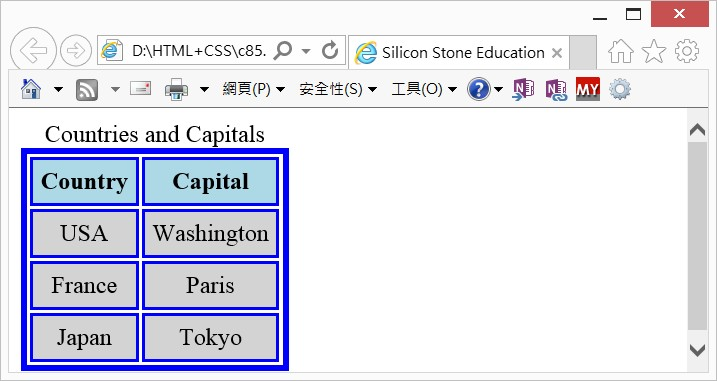 D:\HTML+CSS\c85.
Silicon Stone Education
網頁(P) 安全性(S) 工具(O) ? N N MY
Countries and Capitals
Country Capital
USA Washington
France Paris
Japan Tokyo